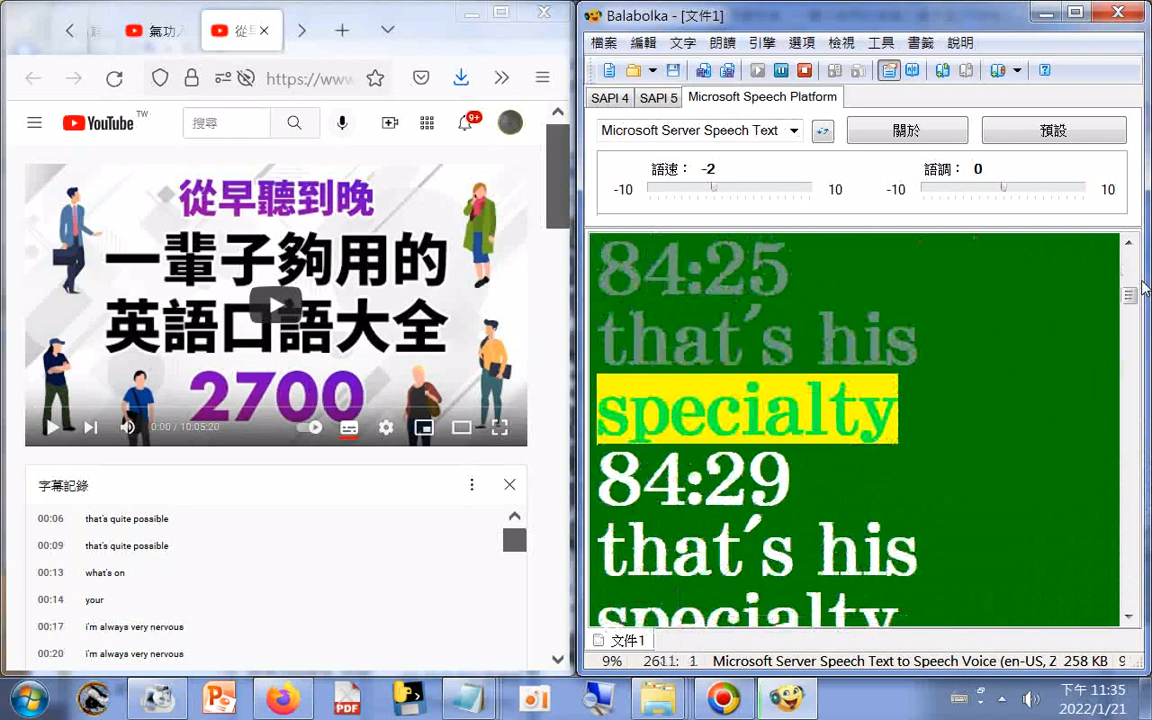 氣功
從
https://www.
YouTube TW
搜尋
9+
從早聽到晚
一輩子夠用的
英語口語大全
2700
0:00 / 10:05:20
字幕記錄
00:06 that's quite possible
00:09 that's quite possible
00:13 what's on
00:14 your
00:17 i'm always very nervous
00:20 i'm always very nervous
Balabolka - [文件1]
檔案 編輯 文字 朗讀 引擎 選項 檢視 工具 書籤 說明
SAPI 4 SAPI 5 Microsoft Speech Platform
Microsoft Server Speech Text 關於 預設
語速： -2 語調： 0
-10 10 -10 10
84:25
that's his
specialty
84:29
that's his
specialty
文件1
9% 2611: 1 Microsoft Server Speech Text to Speech Voice (en-US, Z 258 KB
PDF
下午 11:35
2022/1/21